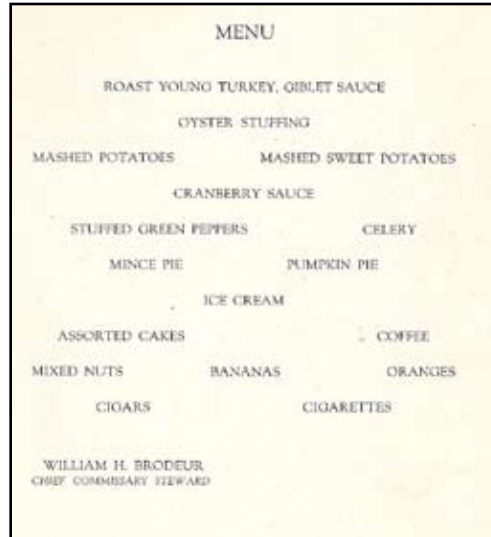 MENU
ROAST YOUNG TURKEY, GIBLET SAUCE
OYSTER STUFFING
MASHED POTATOES MASHED SWEET POTATOES
CRANBERRY SAUCE
STUFFED GREEN PEPPERS CELERY
MINCE PIE PUMPKIN PIE
ICE CREAM
ASSORTED CAKES COFFEE
MIXED NUTS BANANAS ORANGES
CIGARS CIGARETTES
WILLIAM H. BRODEUR
CHIEF COMMISSARY STEWARD